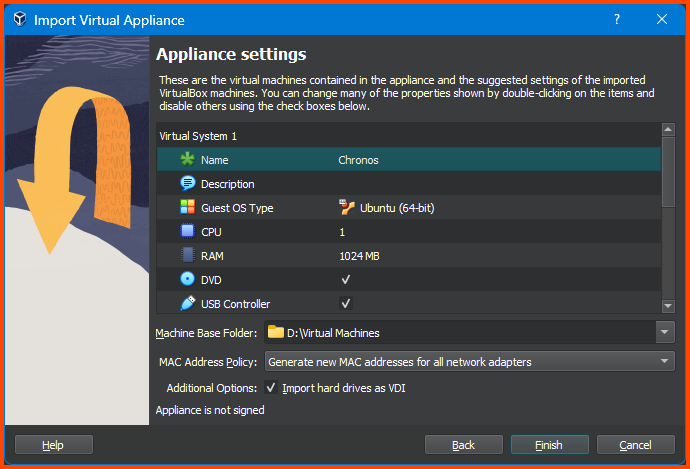 Import Virtual Appliance
Appliance settings
These are the virtual machines contained in the appliance and the suggested settings of the imported
VirtualBox machines. You can change many of the properties shown by double-clicking on the items and
disable others using the check boxes below.
Virtual System 1
Name Chronos
Description
Guest OS Type Ubuntu (64-bit)
CPU 1
RAM 1024 MB
DVD
USB Controller
Machine Base Folder: D:\Virtual Machines
MAC Address Policy: Generate new MAC addresses for all network adapters
Additional Options: Import hard drives as VDI
Appliance is not signed
Help Back Finish Cancel